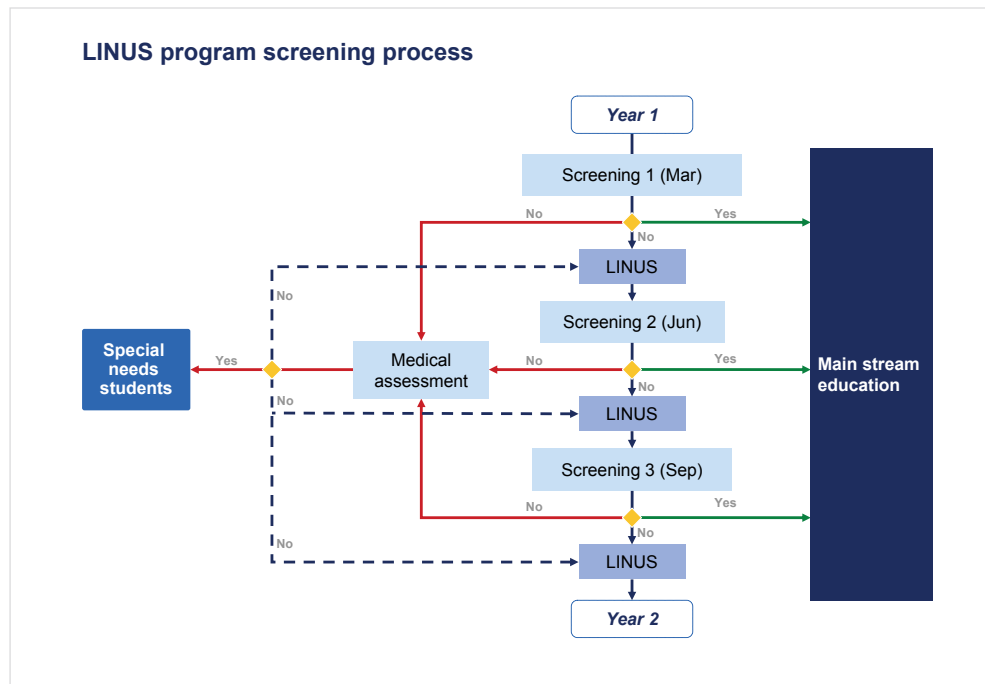 LINUS program screening process
Year 1
Screening 1 (Mar)
No
Yes
No
LINUS
No
Screening 2 (Jun)
Special
needs
students
Yes
Medical
assessment
No
Yes
Main stream
education
No
No
LINUS
Screening 3 (Sep)
No
Yes
No
No
LINUS
Year 2